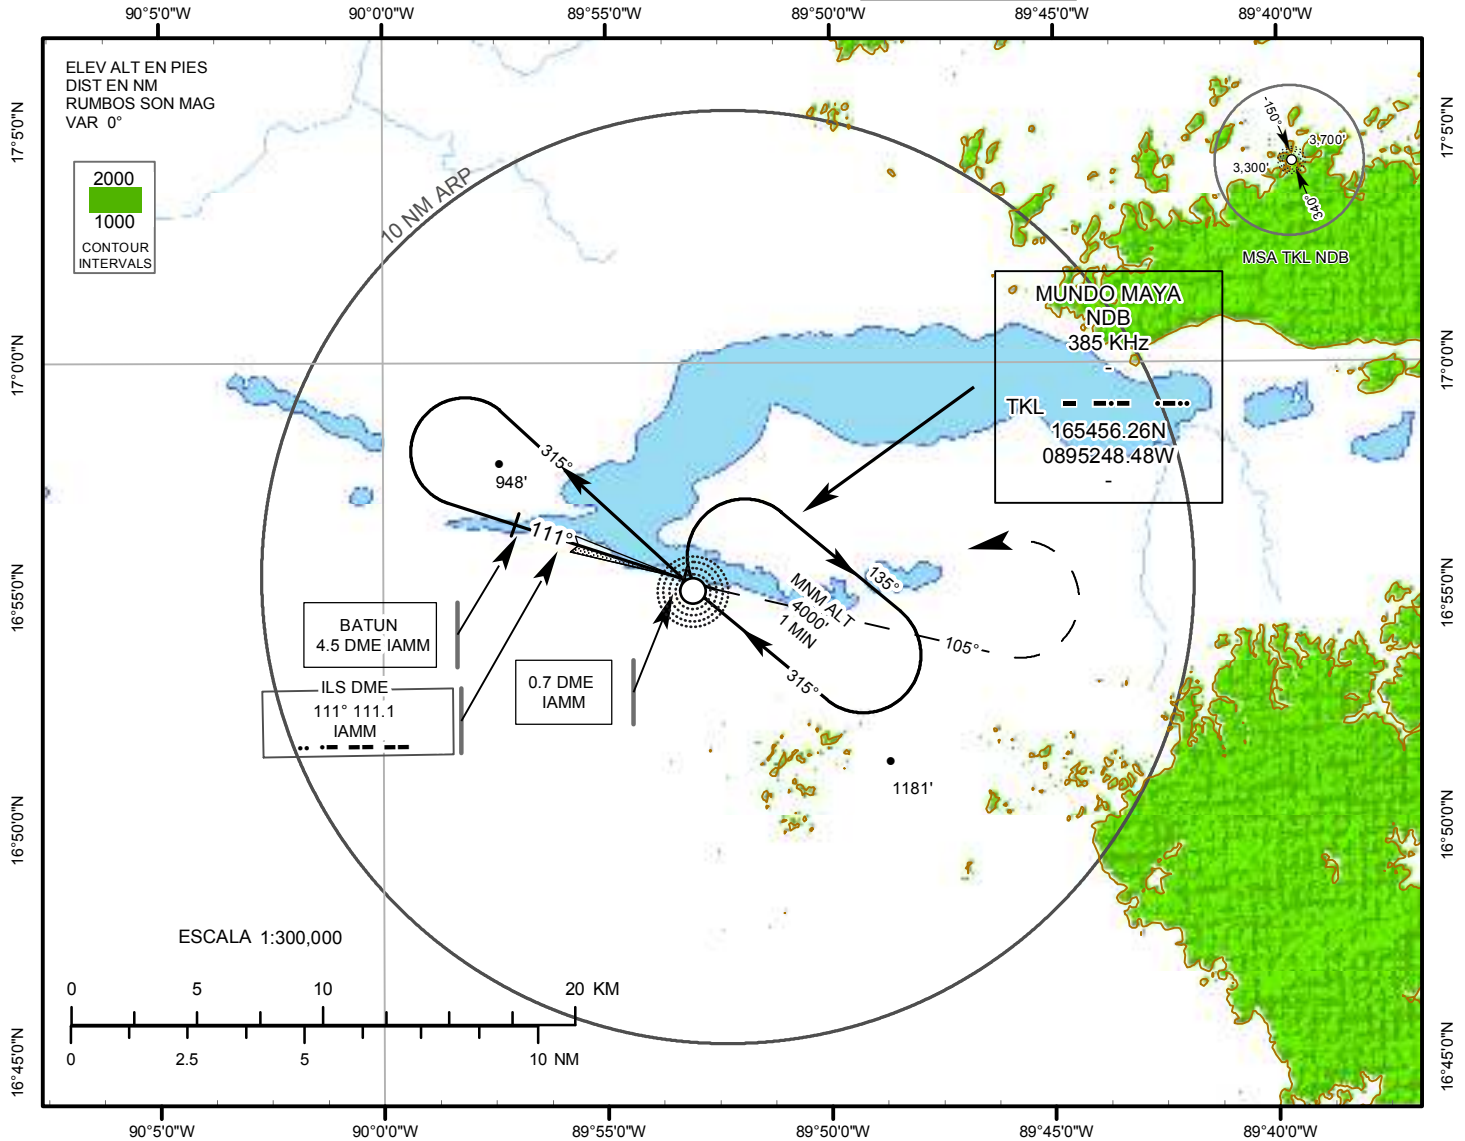 90°5'0"W
90°0'0"W
89°55'0"W
89°50'0"W
89°45'0"W
89°40'0"W
ELEV ALT EN PIES
DIST EN NM
RUMBOS SON MAG
VAR 0°
17°5'0"N
17°5'0"N
2000
1000
CONTOUR
INTERVALS
10 NM ARP
-150°
3,700'
3,300'
340°
MSA TKL NDB
MUNDO MAYA
NDB
385 KHz
-
TKL
165456.26N
0895248.48W
-
17°0'0"N
17°0'0"N
315°
948'
111°
135°
MNM ALT
4000'
1 MIN
105°
315°
16°55'0"N
16°55'0"N
BATUN
4.5 DME IAMM
ILS DME
111° 111.1
IAMM
0.7 DME
IAMM
1181'
16°50'0"N
16°50'0"N
ESCALA 1:300,000
0 5 10 20 KM
0 2.5 5 10 NM
16°45'0"N
16°45'0"N
90°5'0"W
90°0'0"W
89°55'0"W
89°50'0"W
89°45'0"W
89°40'0"W